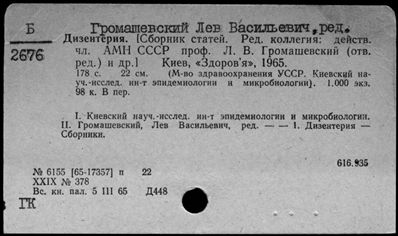 Б
2676
Громашевский Лев Васильевич, ред.
Дизентерия. [Сборник статей. Ред. коллегия: действ.
чл. АМН СССР проф. Л. В. Громашевский (отв.
ред.) и др.] Киев, «Здоров'я», 1965.
178 с. 22 см. (М-во здравоохранения УССР. Киевский на-
уч.-исслед. ин-т эпидемиологии и микробиологии). 1.000 экз.
98 к. В пер.
I. Киевский науч.-исслед. ин-т эпидемиологии и микробиологии.
II. Громашевский, Лев Васильевич, ред. — — 1. Дизентерия —
Сборники.
616.935
№ 6155 [65-17357] п 22
XXIX № 378
Вс. кн. пал. 5 III 65 Д448
ГК